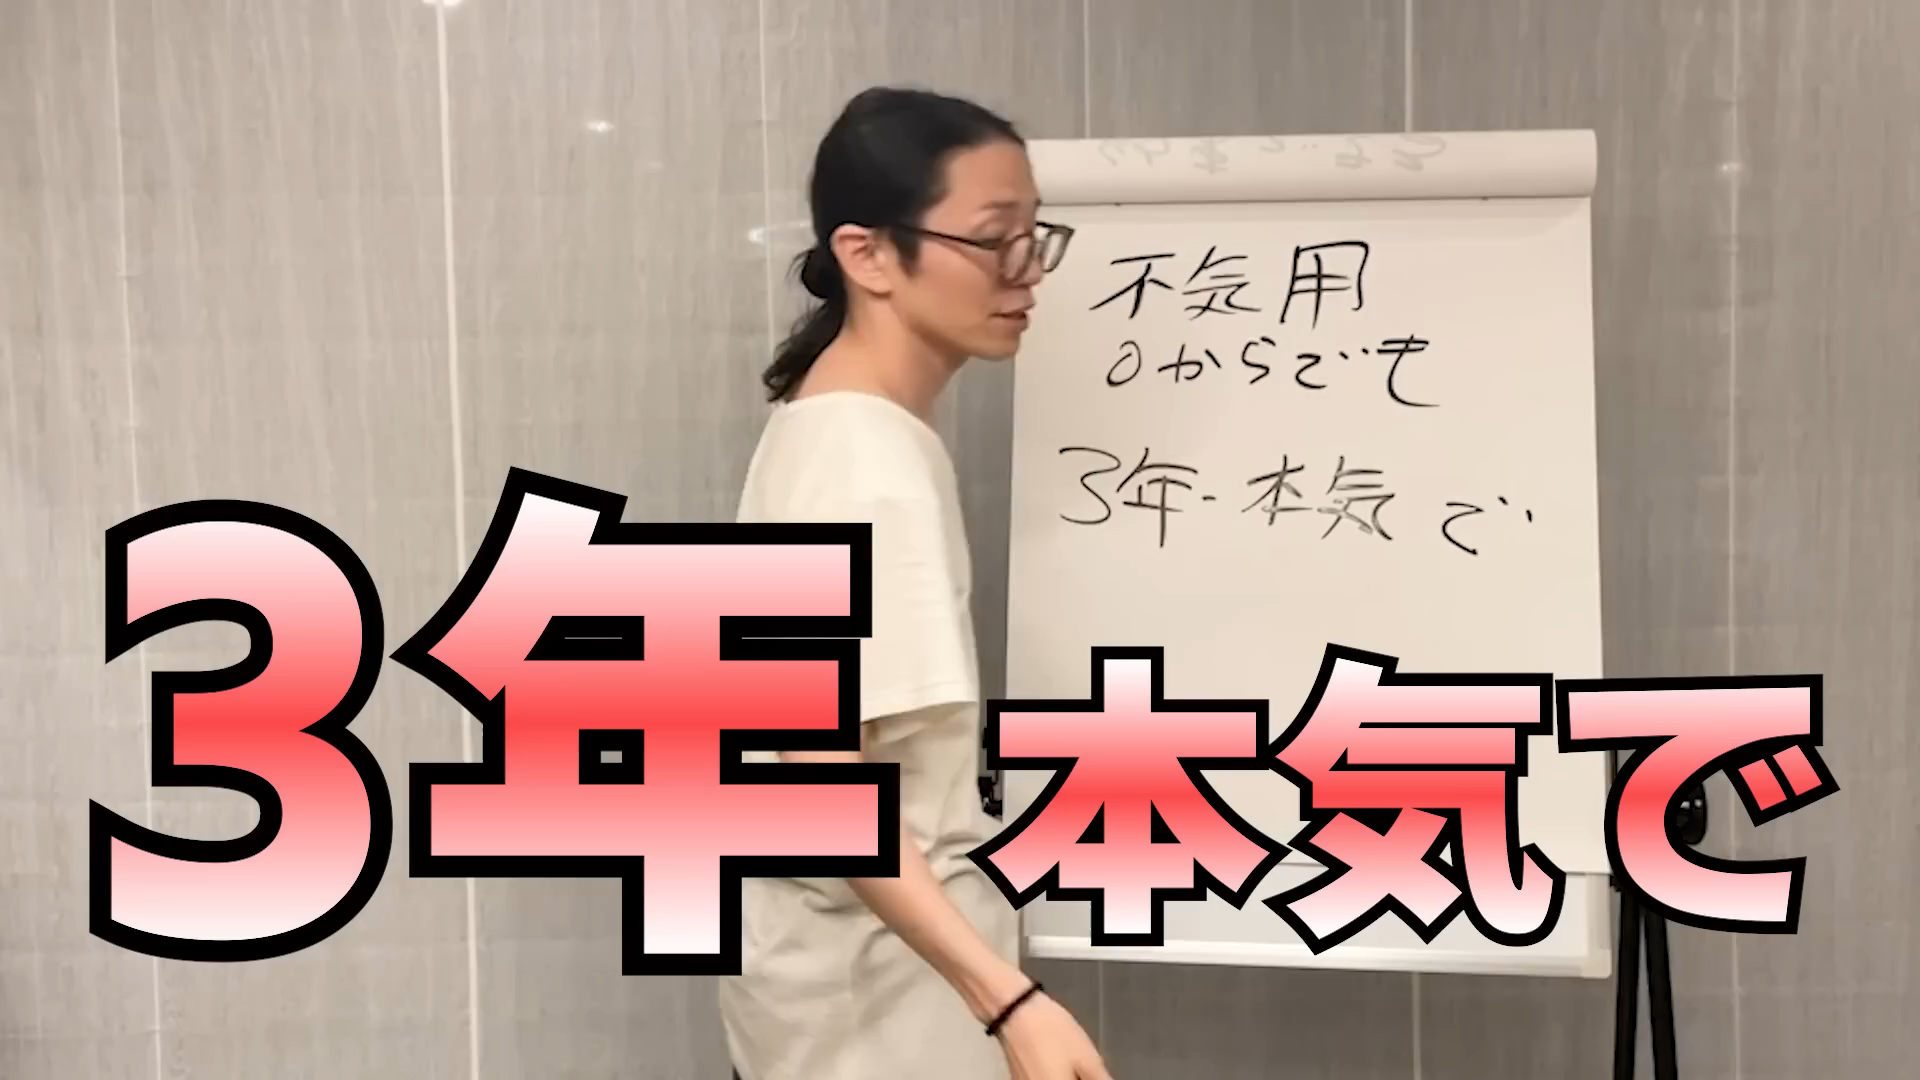 不気用
0からでも
3年・本気で
3年 本気で